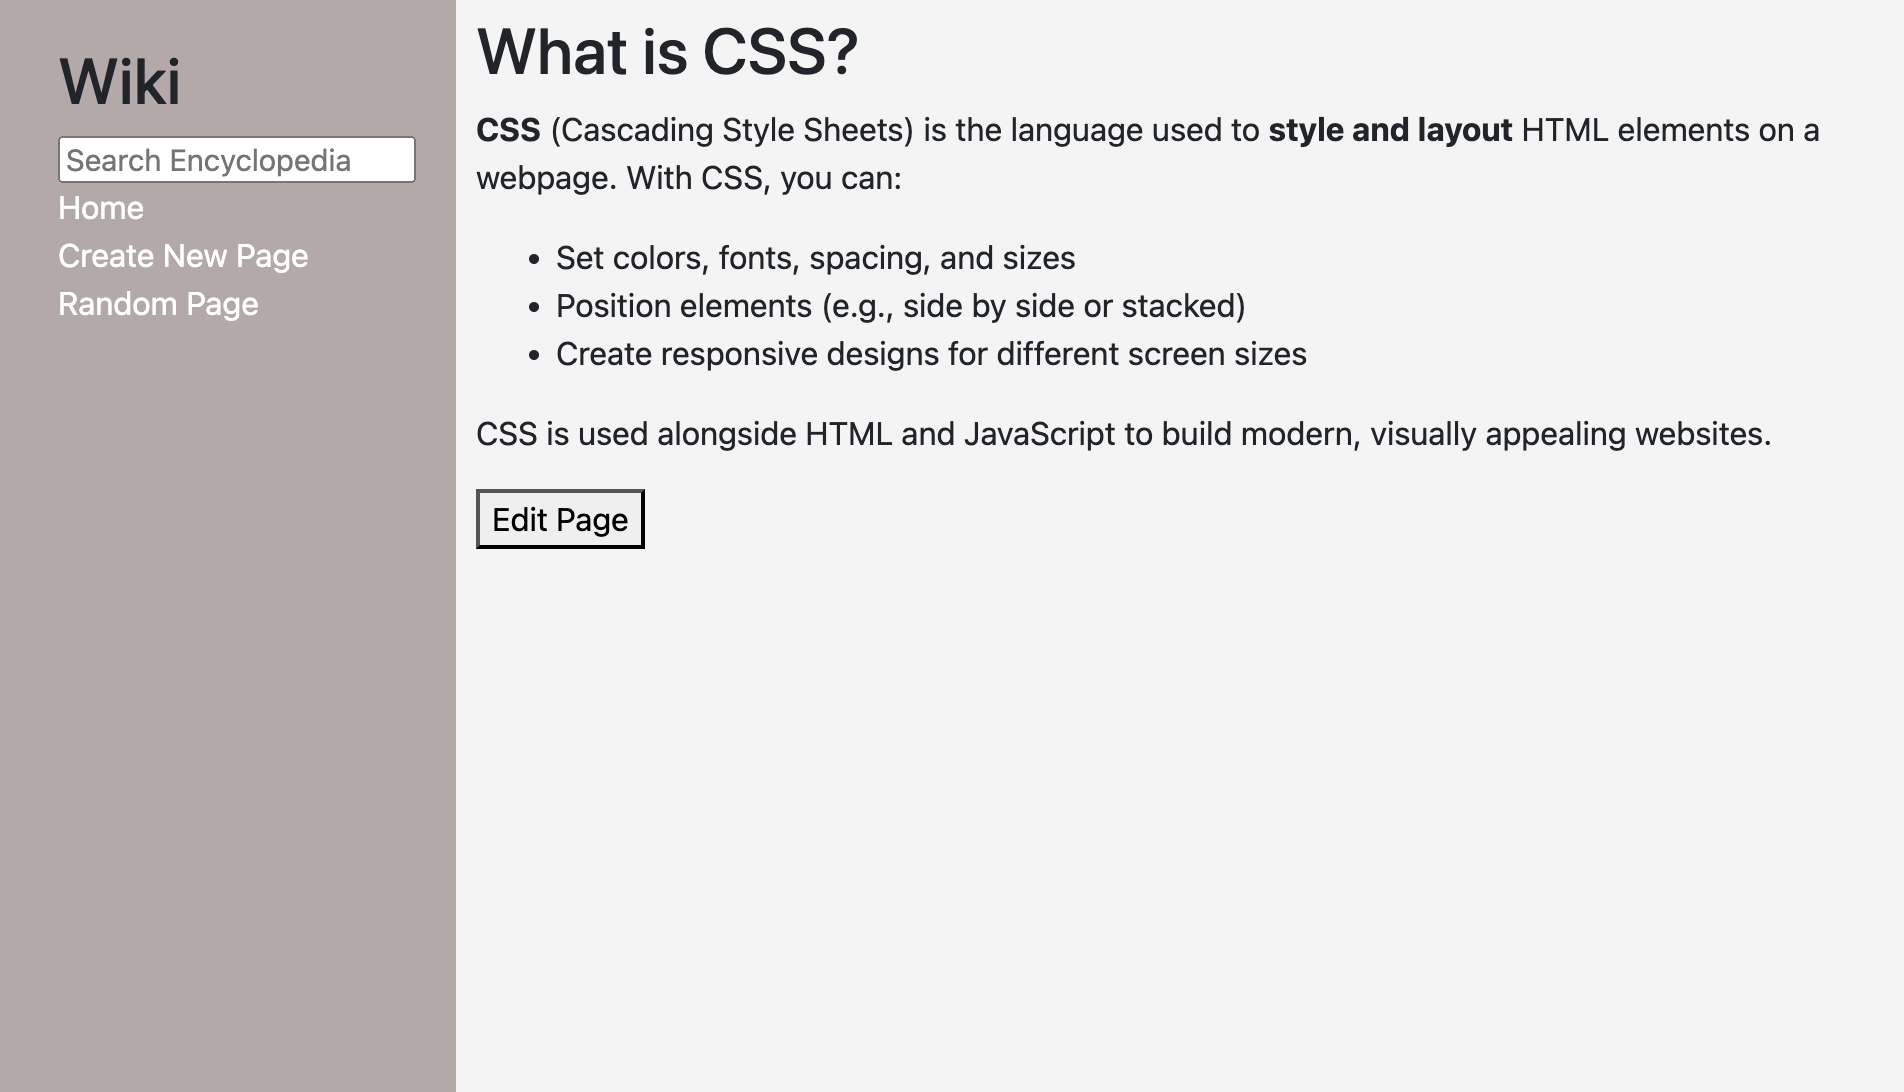 Wiki
Search Encyclopedia
Home
Create New Page
Random Page
What is CSS?
CSS (Cascading Style Sheets) is the language used to style and layout HTML elements on a
webpage. With CSS, you can:
• Set colors, fonts, spacing, and sizes
• Position elements (e.g., side by side or stacked)
• Create responsive designs for different screen sizes
CSS is used alongside HTML and JavaScript to build modern, visually appealing websites.
Edit Page